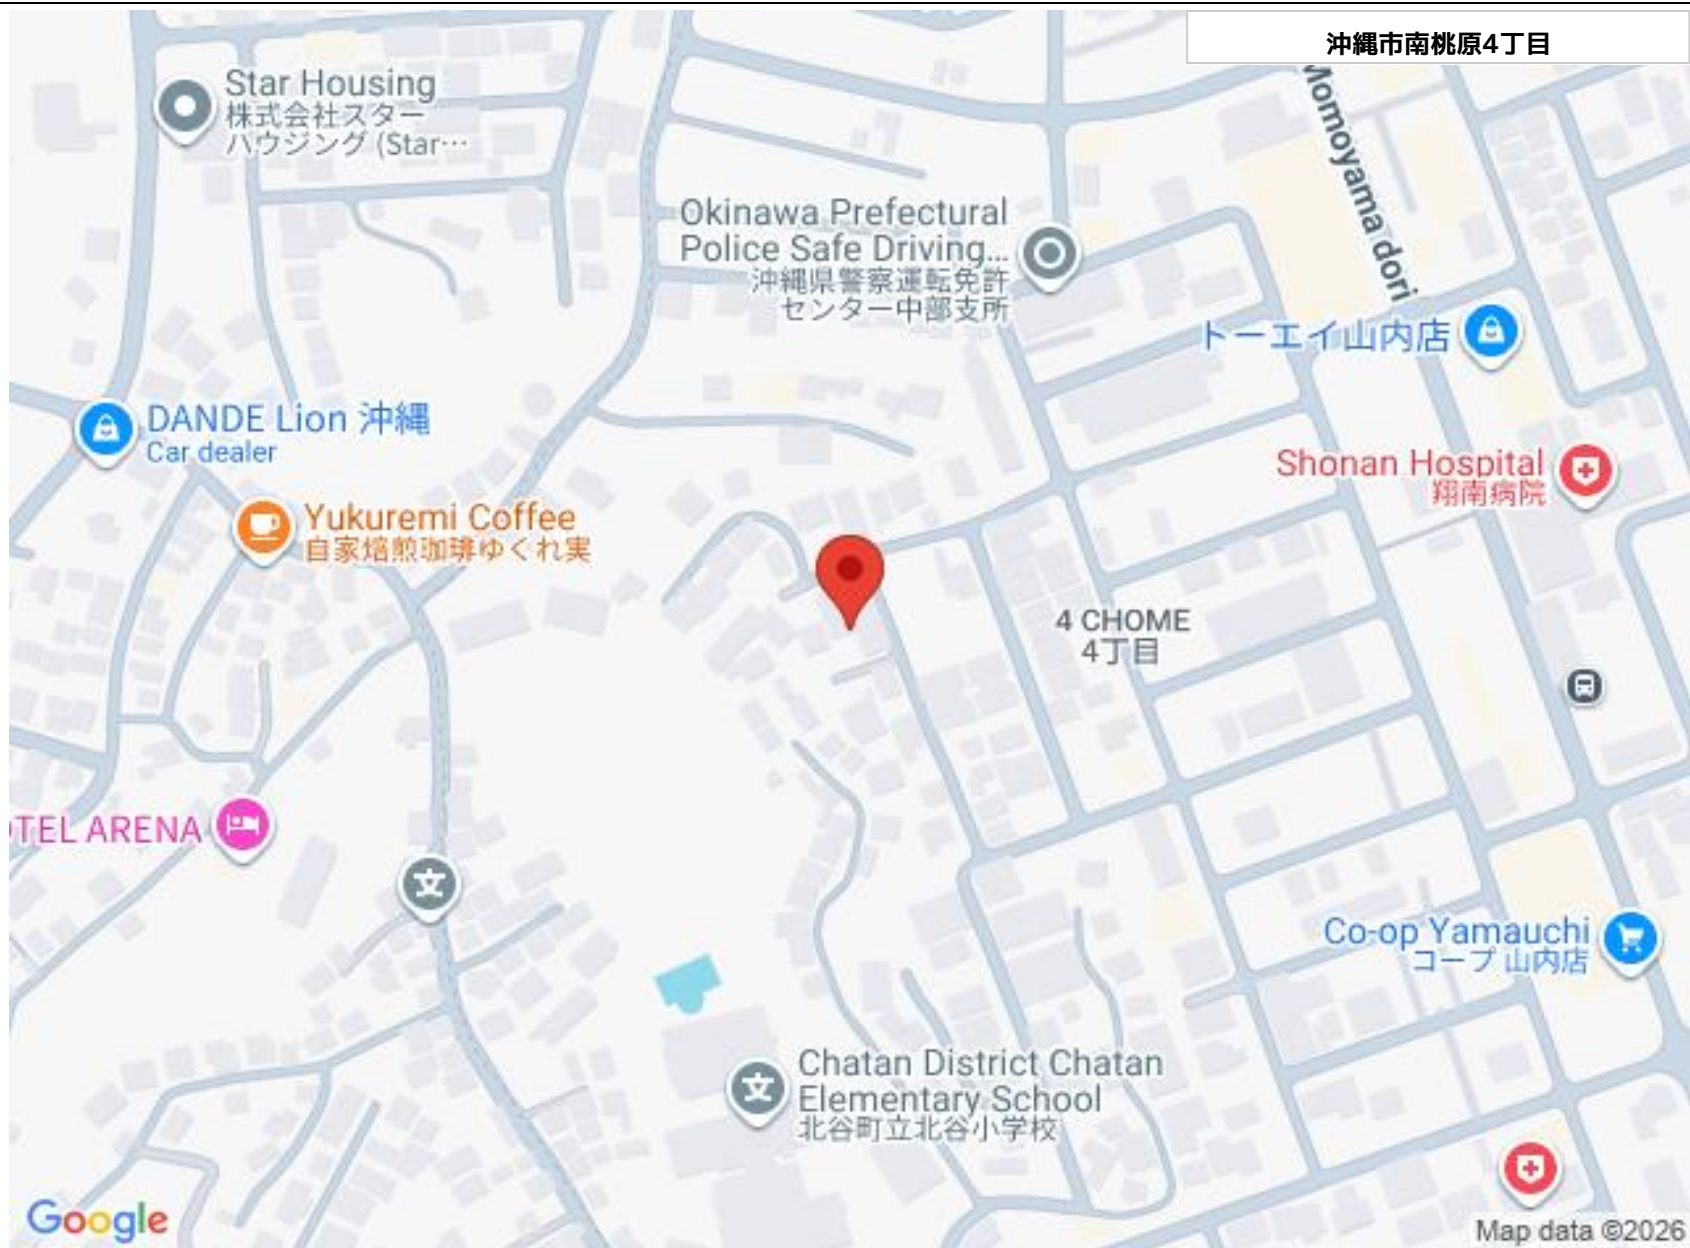 沖縄市南桃原4丁目
Star Housing
株式会社スター
ハウジング (Star…
Momoyama dori
Okinawa Prefectural
Police Safe Driving...
沖縄県警察運転免許
センター中部支所
トーエイ山内店
DANDE Lion 沖縄
Car dealer
Shonan Hospital
翔南病院
Yukuremi Coffee
自家焙煎珈琲ゆくれ実
4 CHOME
4丁目
TEL ARENA
文
Co-op Yamauchi
コープ 山内店
文
Chatan District Chatan
Elementary School
北谷町立北谷小学校
Google
Map data ©2026